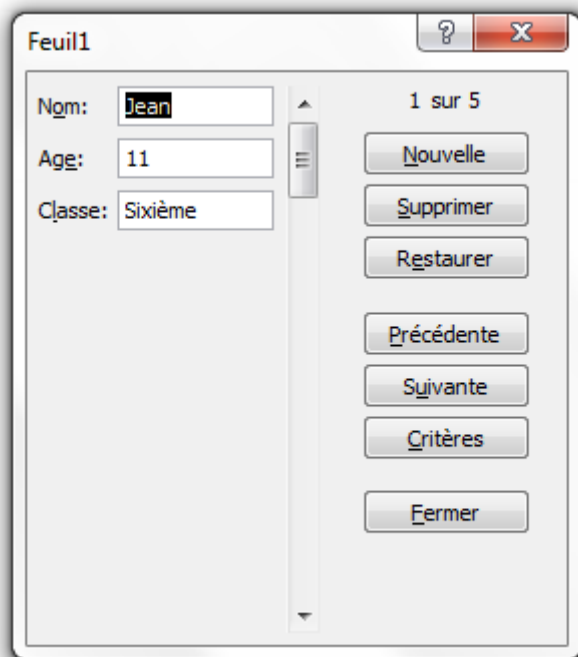 Feuil1
Nom: Jean
Age: 11
Classe: Sixième
1 sur 5
Nouvelle
Supprimer
Restaurer
Précédente
Suivante
Critères
Fermer